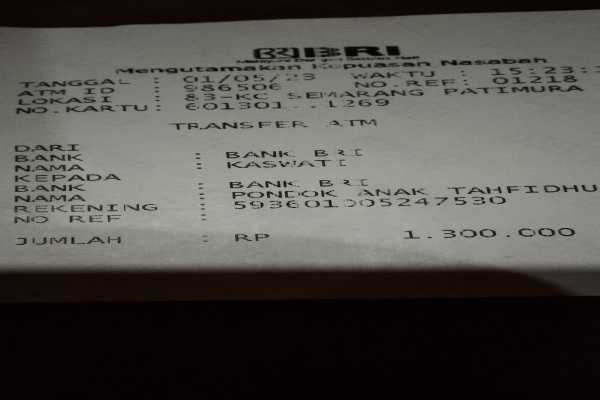 BRI
Mengutamakan Kepuasan Nasabah
TANGGAL : 01/05/23 WAKTU : 15:23:
ATM ID : 986506 NO.REF: 01218
LOKASI : 83-KC SEMARANG PATIMURA
NO.KARTU: 601301...1269
TRANSFER ATM
DARI
BANK : BANK BRI
NAMA : KASWATI
KEPADA
BANK : BANK BRI
NAMA : PONDOK ANAK TAHFIDHU
REKENING : 593601005247530
NO REF :
JUMLAH : RP 1.300.000